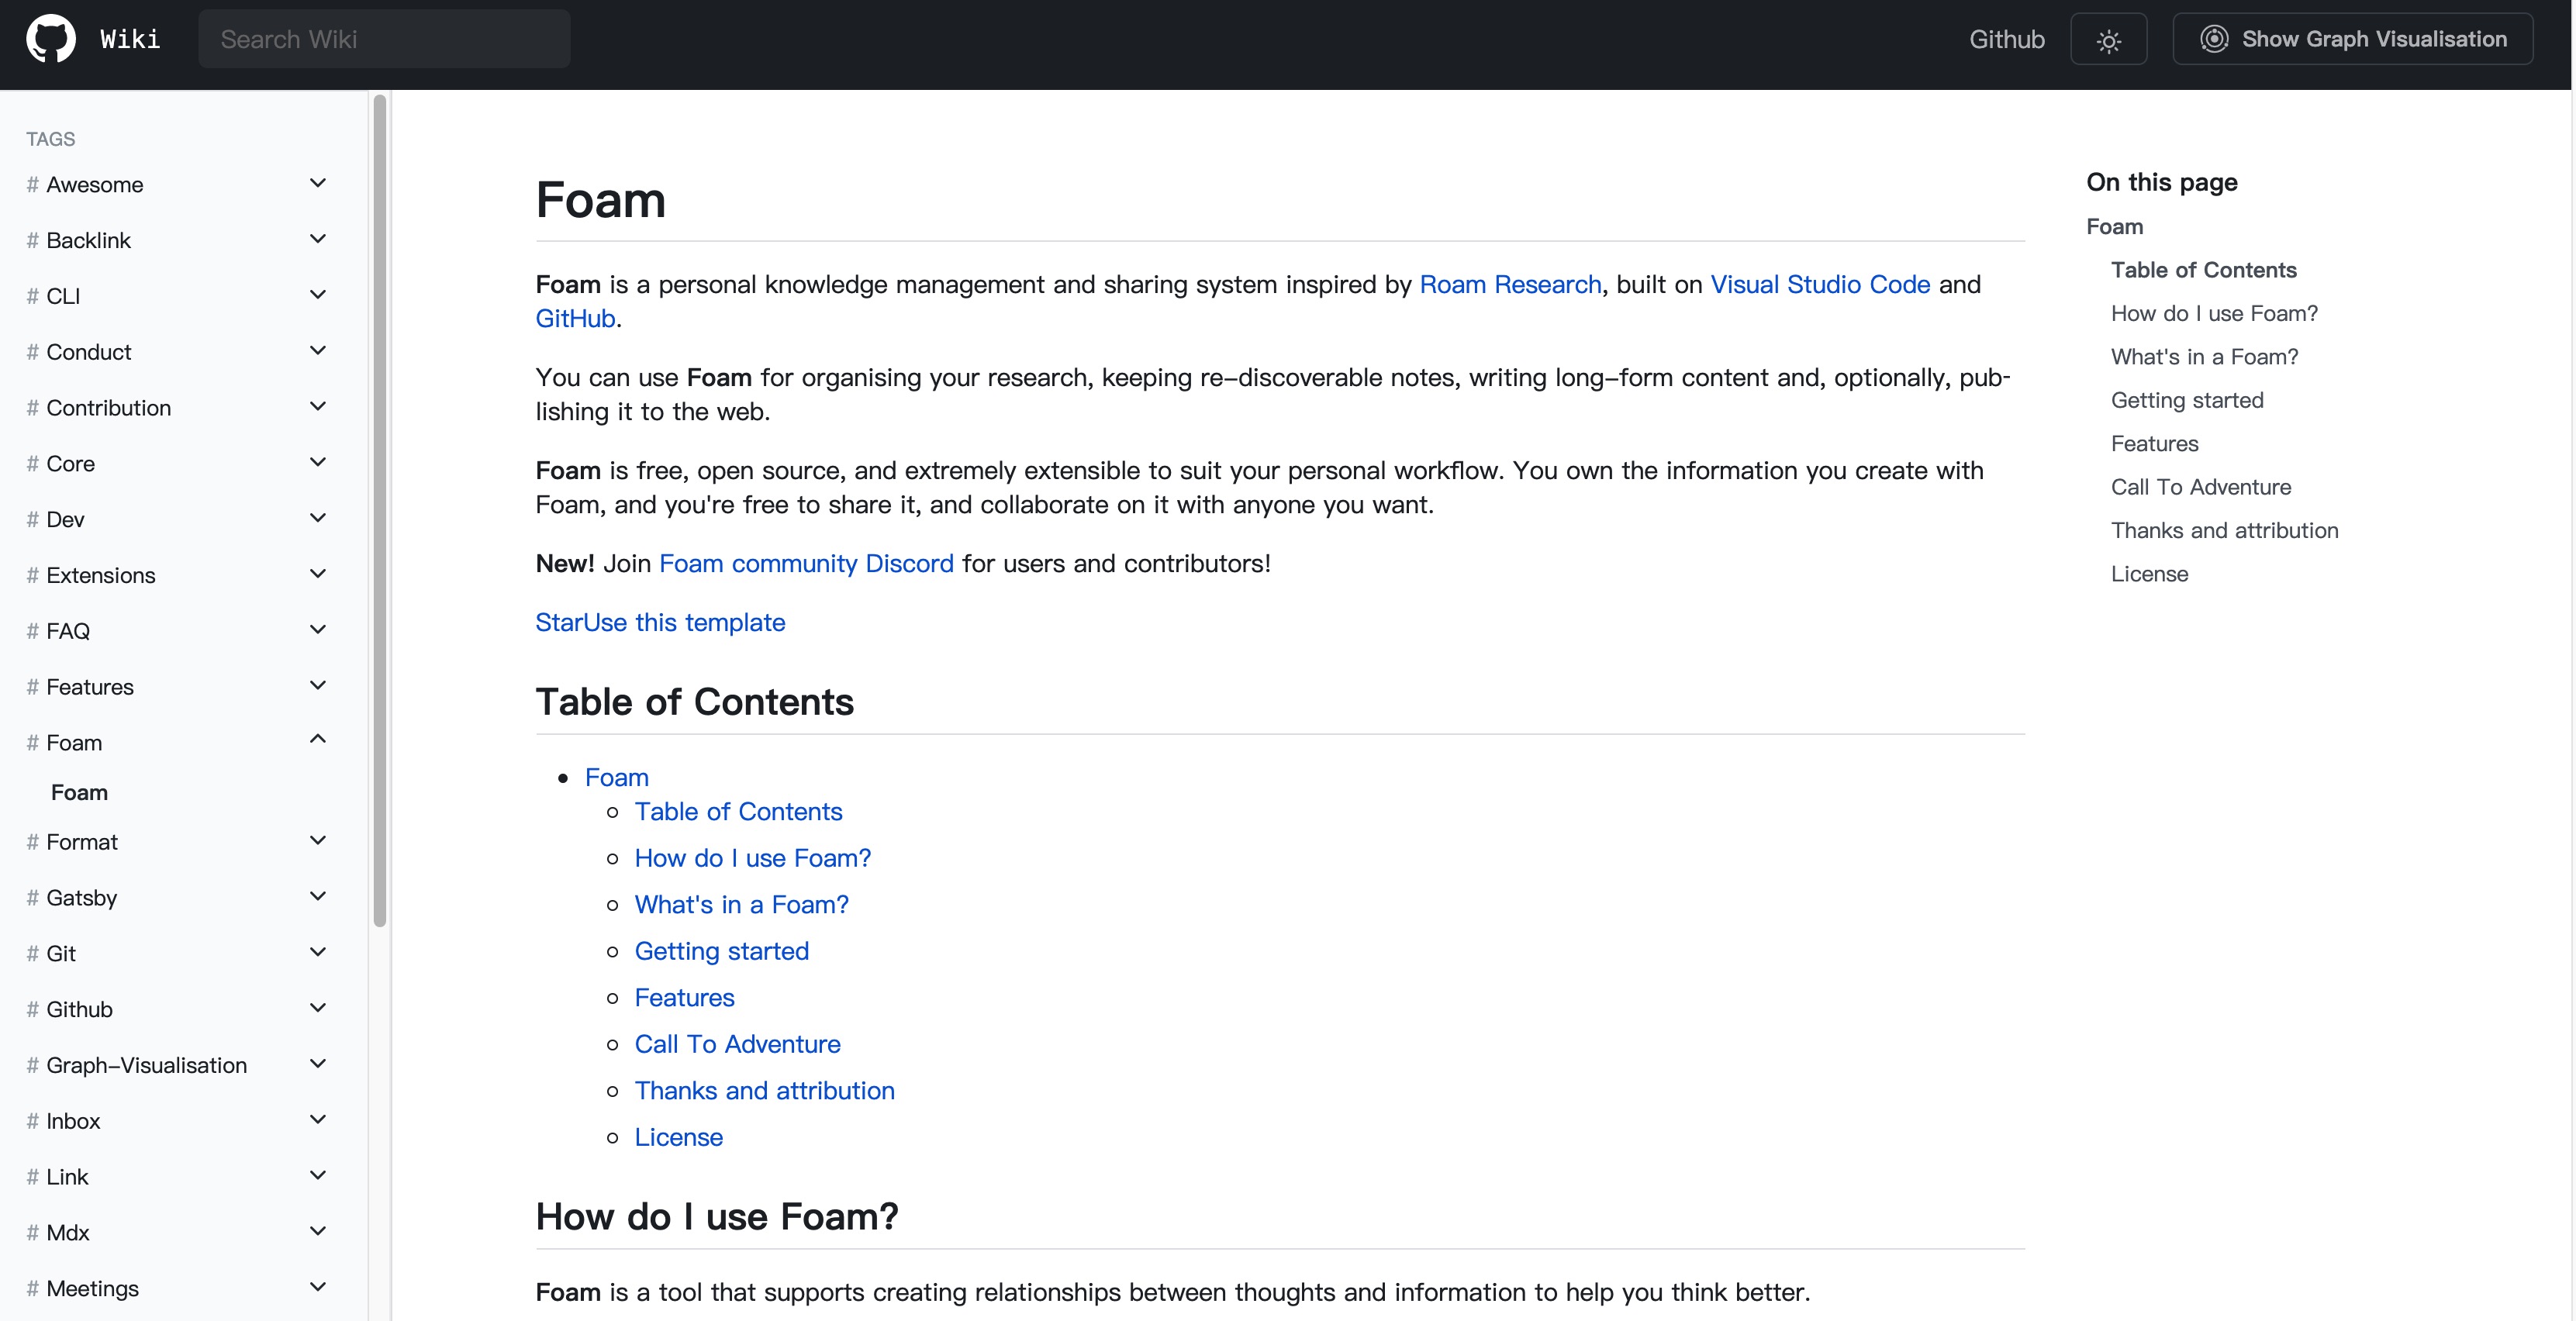 Wiki
Search Wiki
Github
Show Graph Visualisation
TAGS
# Awesome
# Backlink
# CLI
# Conduct
# Contribution
# Core
# Dev
# Extensions
# FAQ
# Features
# Foam
Foam
# Format
# Gatsby
# Git
# Github
# Graph-Visualisation
# Inbox
# Link
# Mdx
# Meetings
Foam
Foam is a personal knowledge management and sharing system inspired by Roam Research, built on Visual Studio Code and
GitHub.
You can use Foam for organising your research, keeping re-discoverable notes, writing long-form content and, optionally, pub-
lishing it to the web.
Foam is free, open source, and extremely extensible to suit your personal workflow. You own the information you create with
Foam, and you're free to share it, and collaborate on it with anyone you want.
New! Join Foam community Discord for users and contributors!
StarUse this template
Table of Contents
• Foam
◦ Table of Contents
◦ How do I use Foam?
◦ What's in a Foam?
◦ Getting started
◦ Features
◦ Call To Adventure
◦ Thanks and attribution
◦ License
How do I use Foam?
Foam is a tool that supports creating relationships between thoughts and information to help you think better.
On this page
Foam
Table of Contents
How do I use Foam?
What's in a Foam?
Getting started
Features
Call To Adventure
Thanks and attribution
License